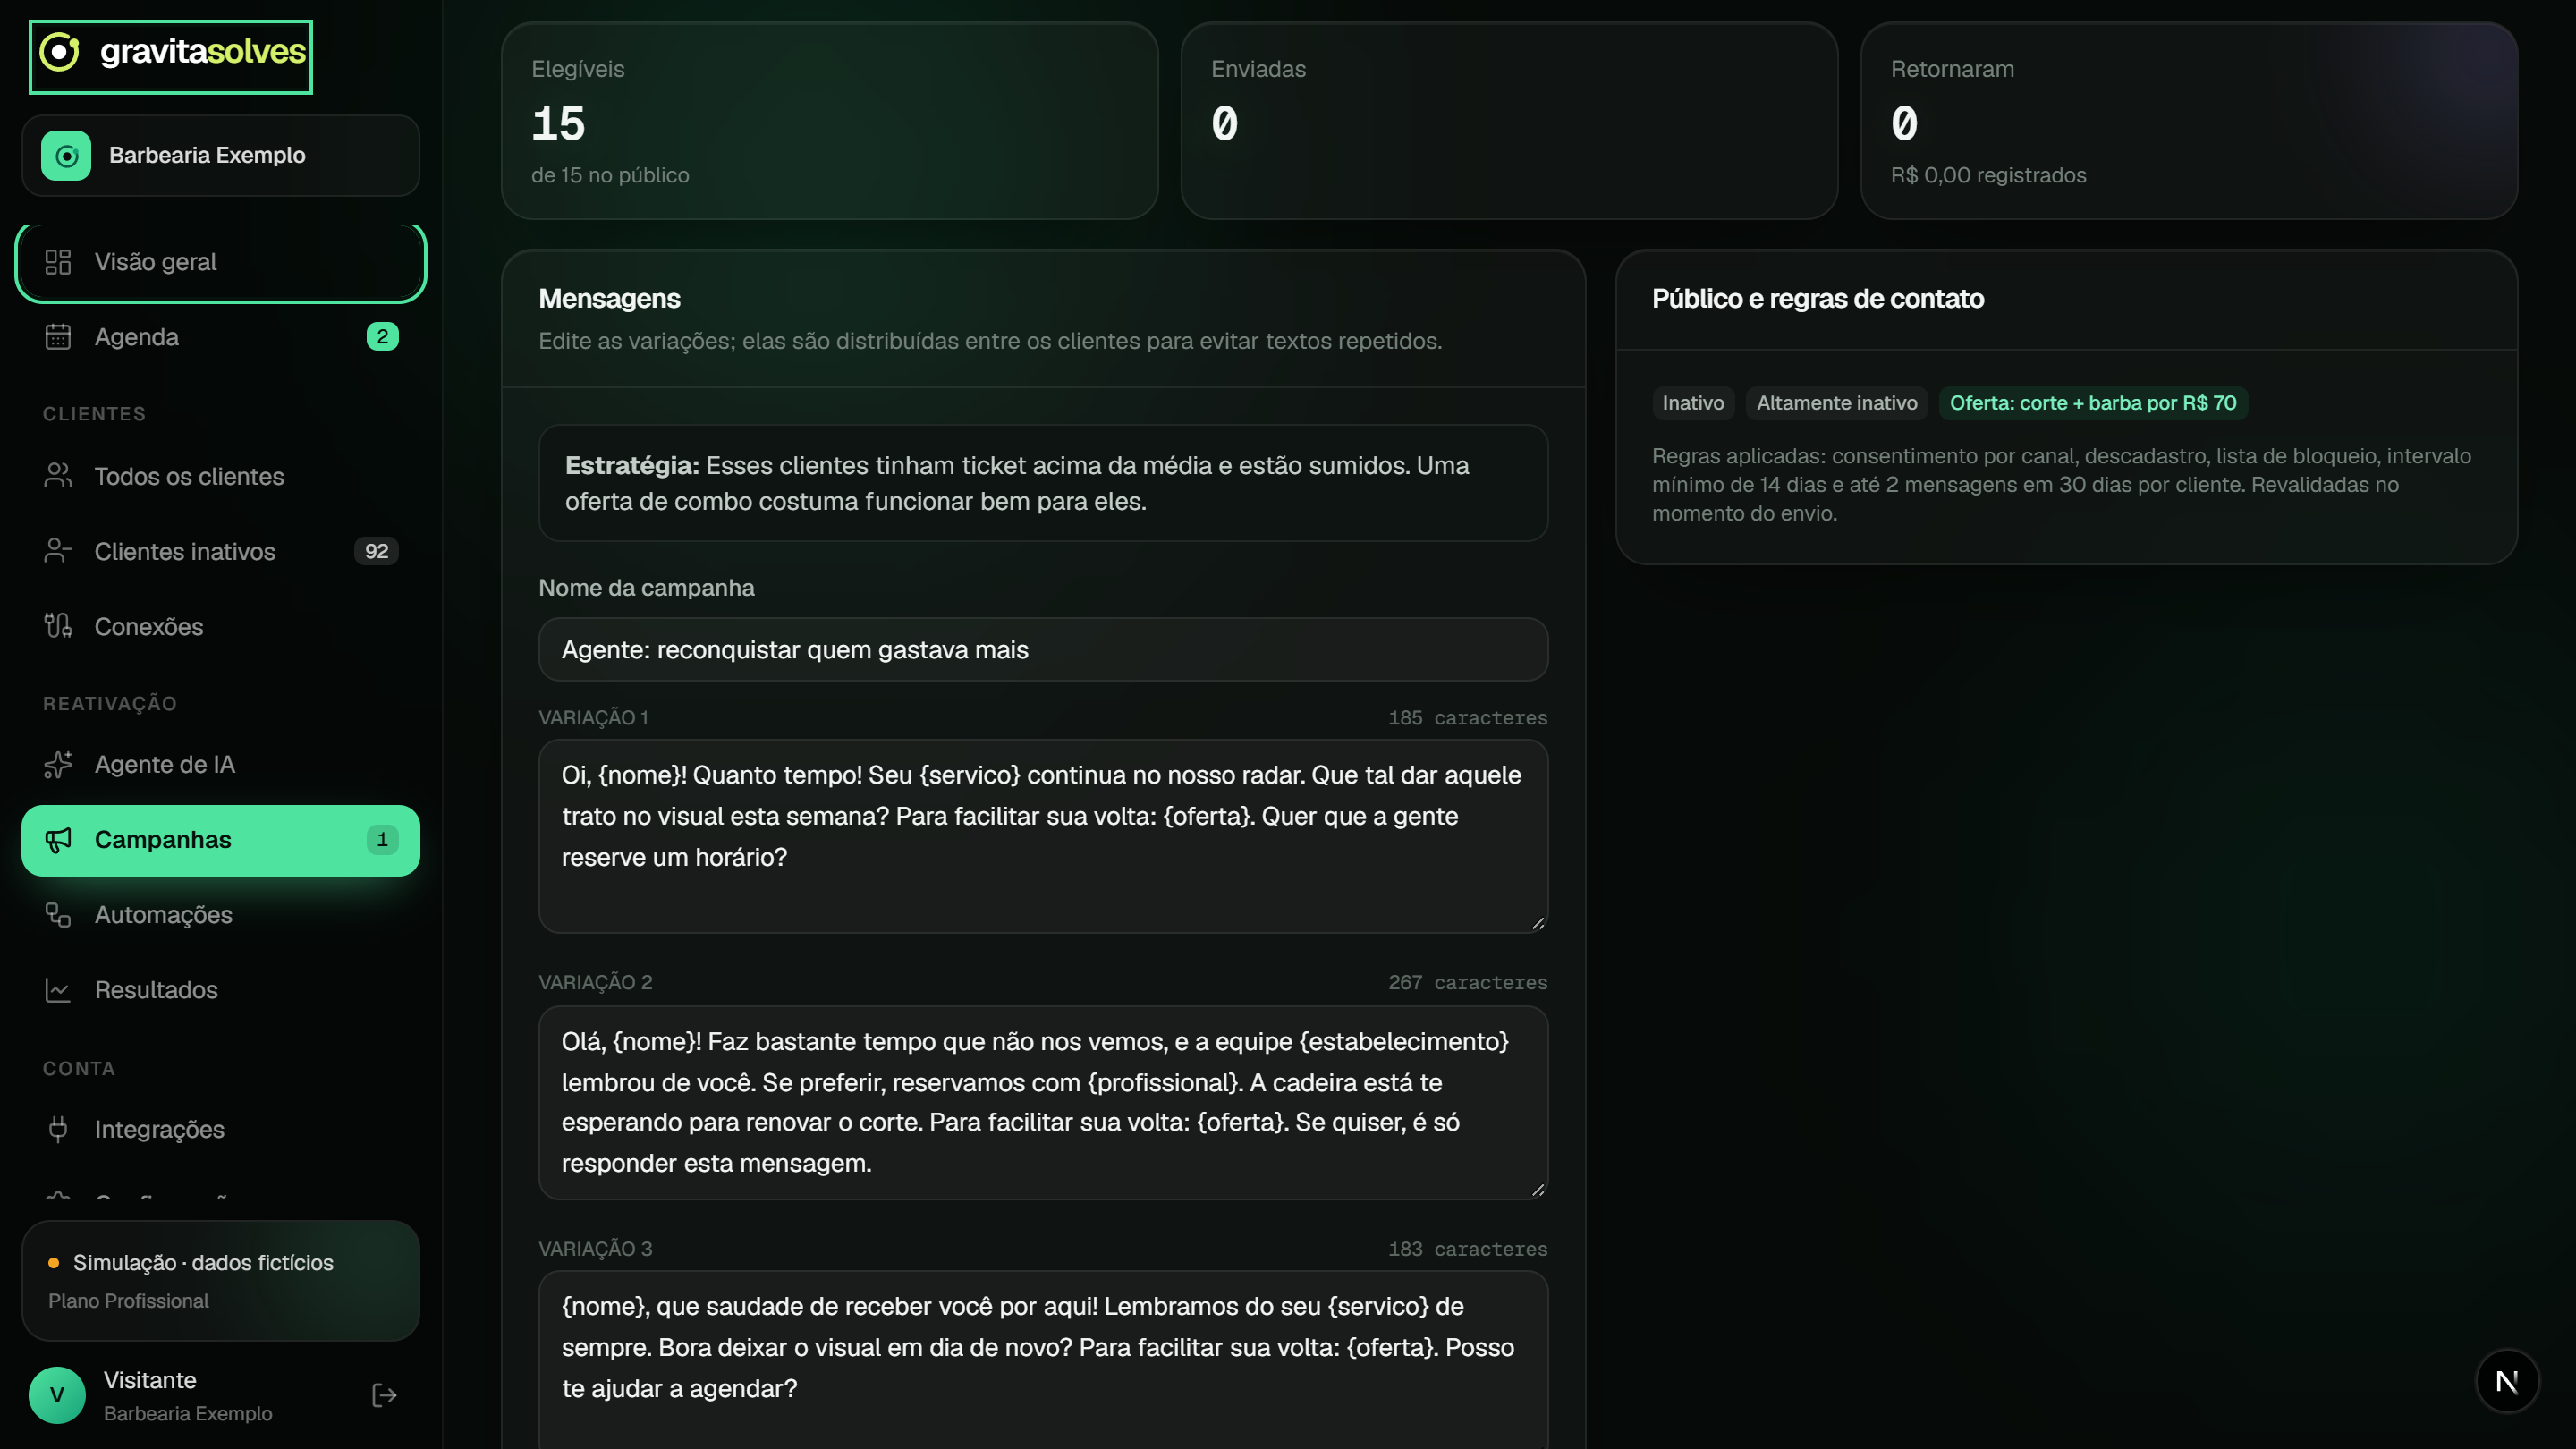 gravitasolves
Barbearia Exemplo
Visão geral
Agenda 2
CLIENTES
Todos os clientes
Clientes inativos 92
Conexões
REATIVAÇÃO
Agente de IA
Campanhas 1
Automações
Resultados
CONTA
Integrações
Simulação · dados fictícios
Plano Profissional
V
Visitante
Barbearia Exemplo
Elegíveis
15
de 15 no público
Enviadas
0
Retornaram
0
R$ 0,00 registrados
Mensagens
Edite as variações; elas são distribuídas entre os clientes para evitar textos repetidos.
Estratégia: Esses clientes tinham ticket acima da média e estão sumidos. Uma
oferta de combo costuma funcionar bem para eles.
Nome da campanha
Agente: reconquistar quem gastava mais
VARIAÇÃO 1 185 caracteres
Oi, {nome}! Quanto tempo! Seu {servico} continua no nosso radar. Que tal dar aquele
trato no visual esta semana? Para facilitar sua volta: {oferta}. Quer que a gente
reserve um horário?
VARIAÇÃO 2 267 caracteres
Olá, {nome}! Faz bastante tempo que não nos vemos, e a equipe {estabelecimento}
lembrou de você. Se preferir, reservamos com {profissional}. A cadeira está te
esperando para renovar o corte. Para facilitar sua volta: {oferta}. Se quiser, é só
responder esta mensagem.
VARIAÇÃO 3 183 caracteres
{nome}, que saudade de receber você por aqui! Lembramos do seu {servico} de
sempre. Bora deixar o visual em dia de novo? Para facilitar sua volta: {oferta}. Posso
te ajudar a agendar?
Público e regras de contato
Inativo Altamente inativo Oferta: corte + barba por R$ 70
Regras aplicadas: consentimento por canal, descadastro, lista de bloqueio, intervalo
mínimo de 14 dias e até 2 mensagens em 30 dias por cliente. Revalidadas no
momento do envio.
N